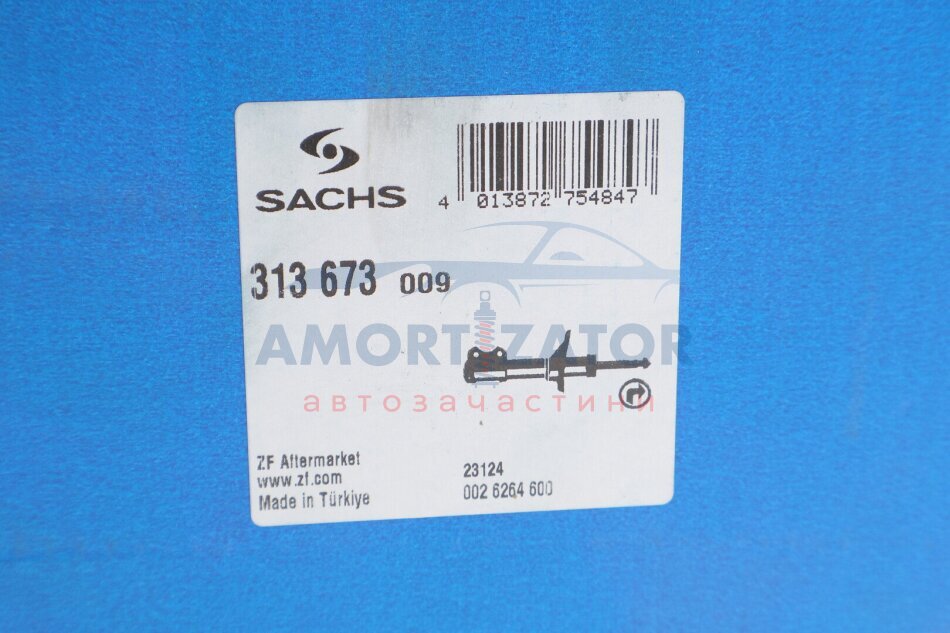 SACHS
4 013872 754847
313 673 009
AMORTIZATOR
автозачастини
ZF Aftermarket
www.zf.com
Made in Türkiye
23124
002 6264 600